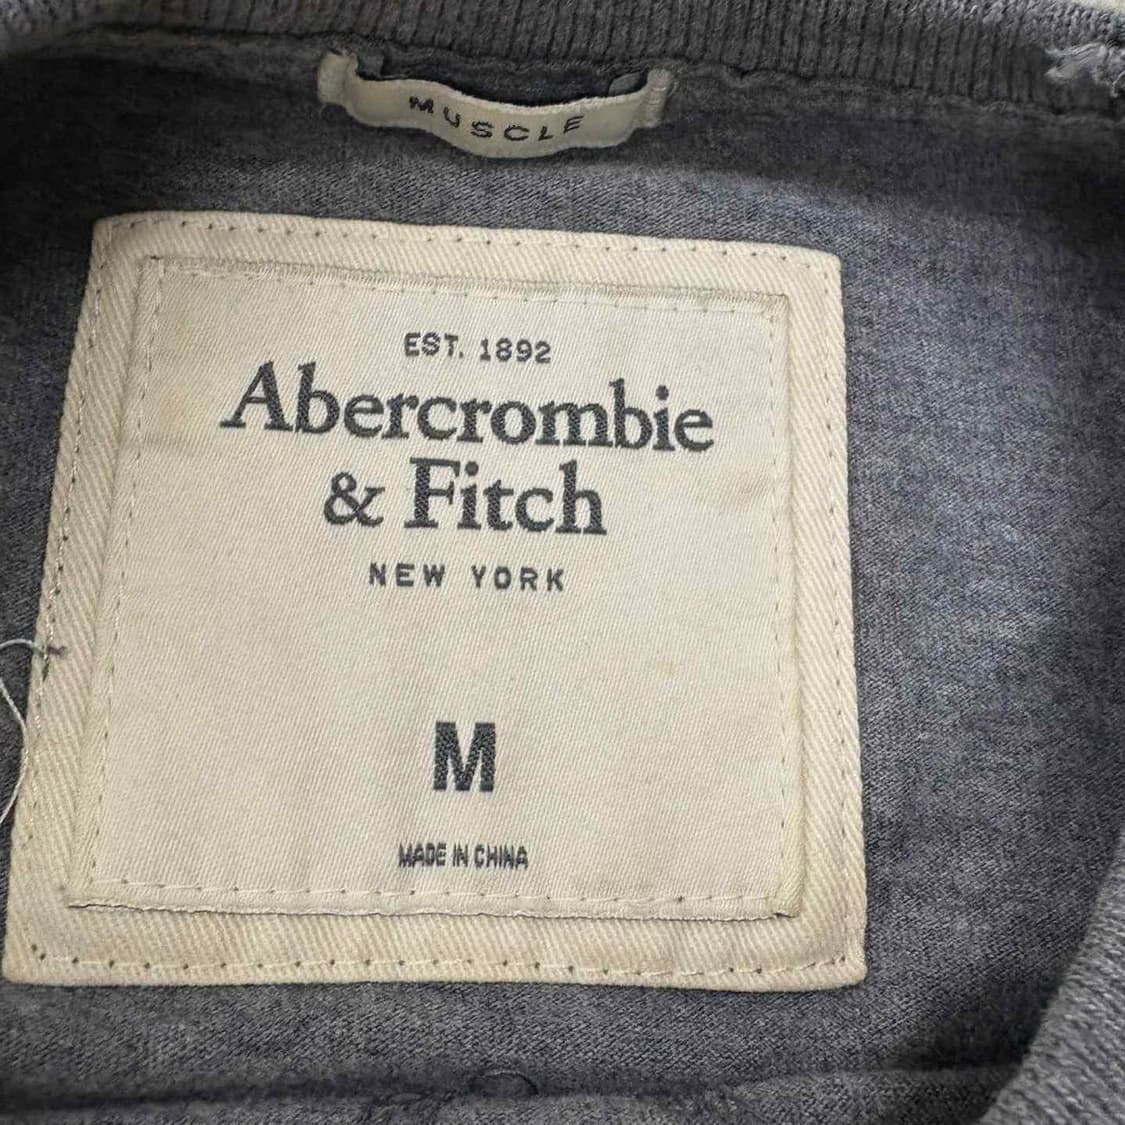 MUSCLE
EST. 1892
Abercrombie
& Fitch
NEW YORK
M
MADE IN CHINA